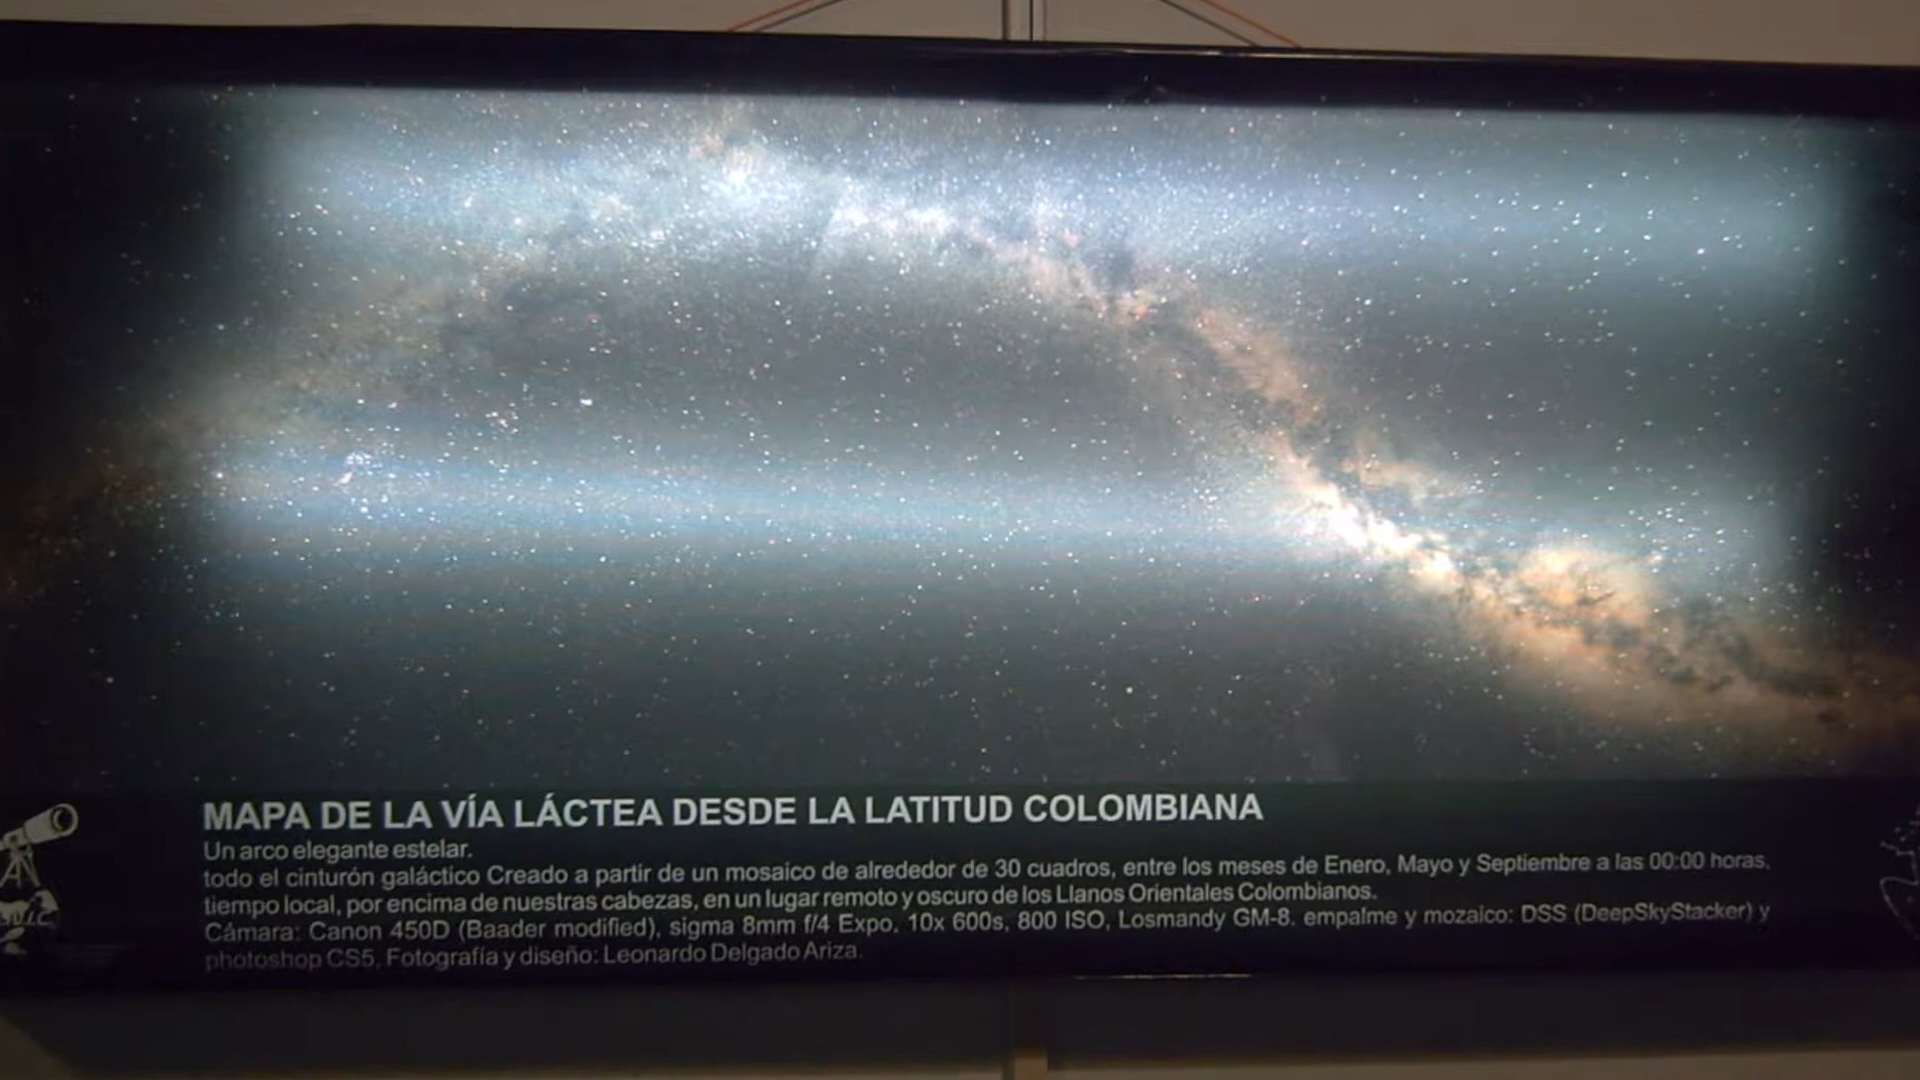 MAPA DE LA VÍA LÁCTEA DESDE LA LATITUD COLOMBIANA
Un arco elegante estelar.
todo el cinturón galáctico Creado a partir de un mosaico de alrededor de 30 cuadros, entre los meses de Enero, Mayo y Septiembre a las 00:00 horas,
tiempo local, por encima de nuestras cabezas, en un lugar remoto y oscuro de los Llanos Orientales Colombianos.
Cámara: Canon 450D (Baader modified), sigma 8mm f/4 Expo. 10x 600s, 800 ISO, Losmandy GM-8. empalme y mozaico: DSS (DeepSkyStacker) y
photoshop CS5, Fotografía y diseño: Leonardo Delgado Ariza.